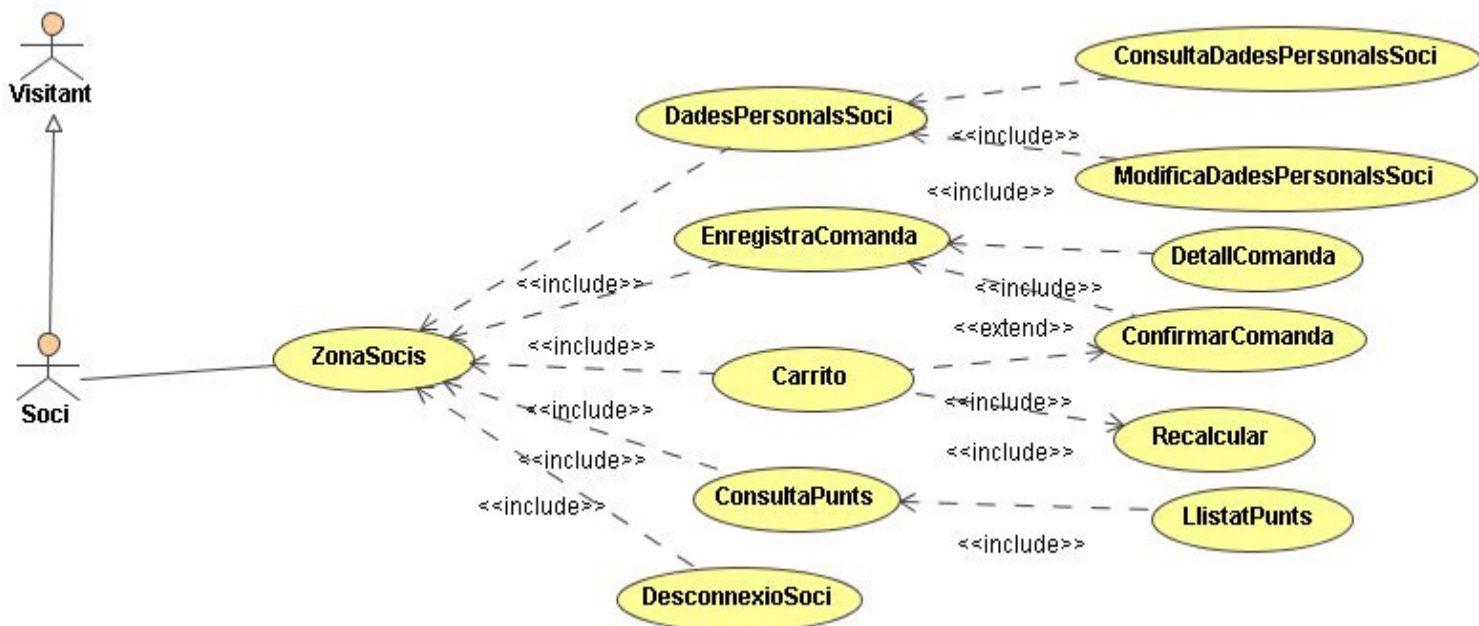 ConsultaDadesPersonalsSoci
Visitant
DadesPersonalsSoci
<<include>>
ModificaDadesPersonalsSoci
<<include>>
EnregistraComanda
DetallComanda
<<include>>
<<include>>
<<extend>>
ConfirmarComanda
<<include>>
ZonaSocis
Carrito
Soci
<<include>>
<<include>>
Recalcular
<<include>>
<<include>>
ConsultaPunts
<<include>>
LlistatPunts
<<include>>
DesconnexioSoci